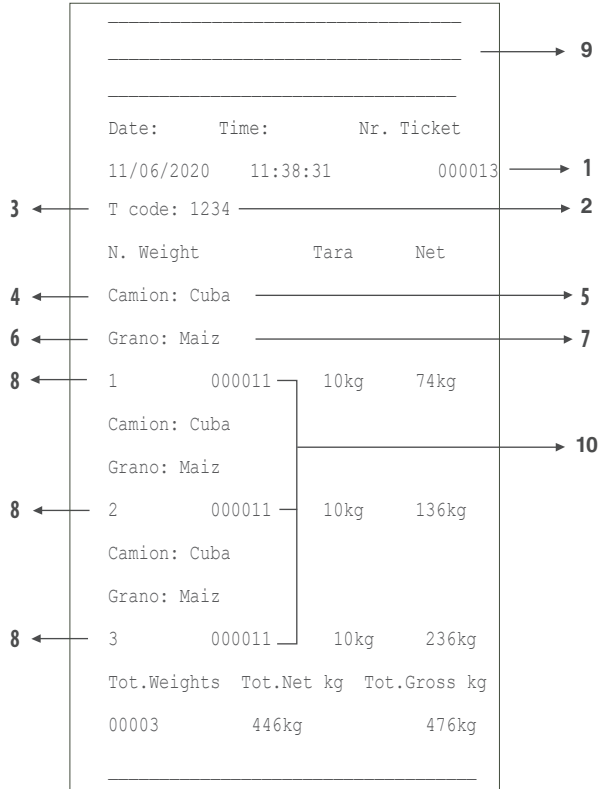 9
Date: Time: Nr. Ticket
11/06/2020 11:38:31 000013 1
3 T code: 1234 2
N. Weight Tara Net
4 Camion: Cuba 5
6 Grano: Maiz 7
8 1 000011 10kg 74kg
Camion: Cuba
10
Grano: Maiz
8 2 000011 10kg 136kg
Camion: Cuba
Grano: Maiz
8 3 000011 10kg 236kg
Tot.Weights Tot.Net kg Tot.Gross kg
00003 446kg 476kg